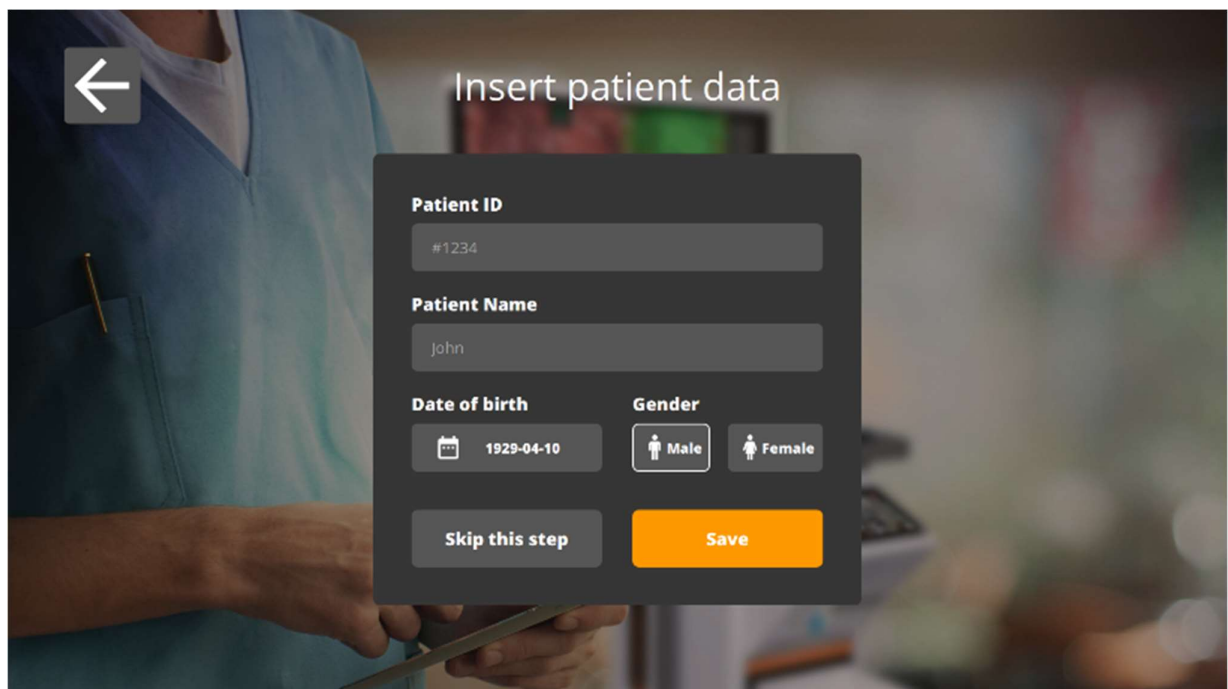 Insert patient data
Patient ID
#1234
Patient Name
John
Date of birth
Gender
1929-04-10
Male
Female
Skip this step
Save